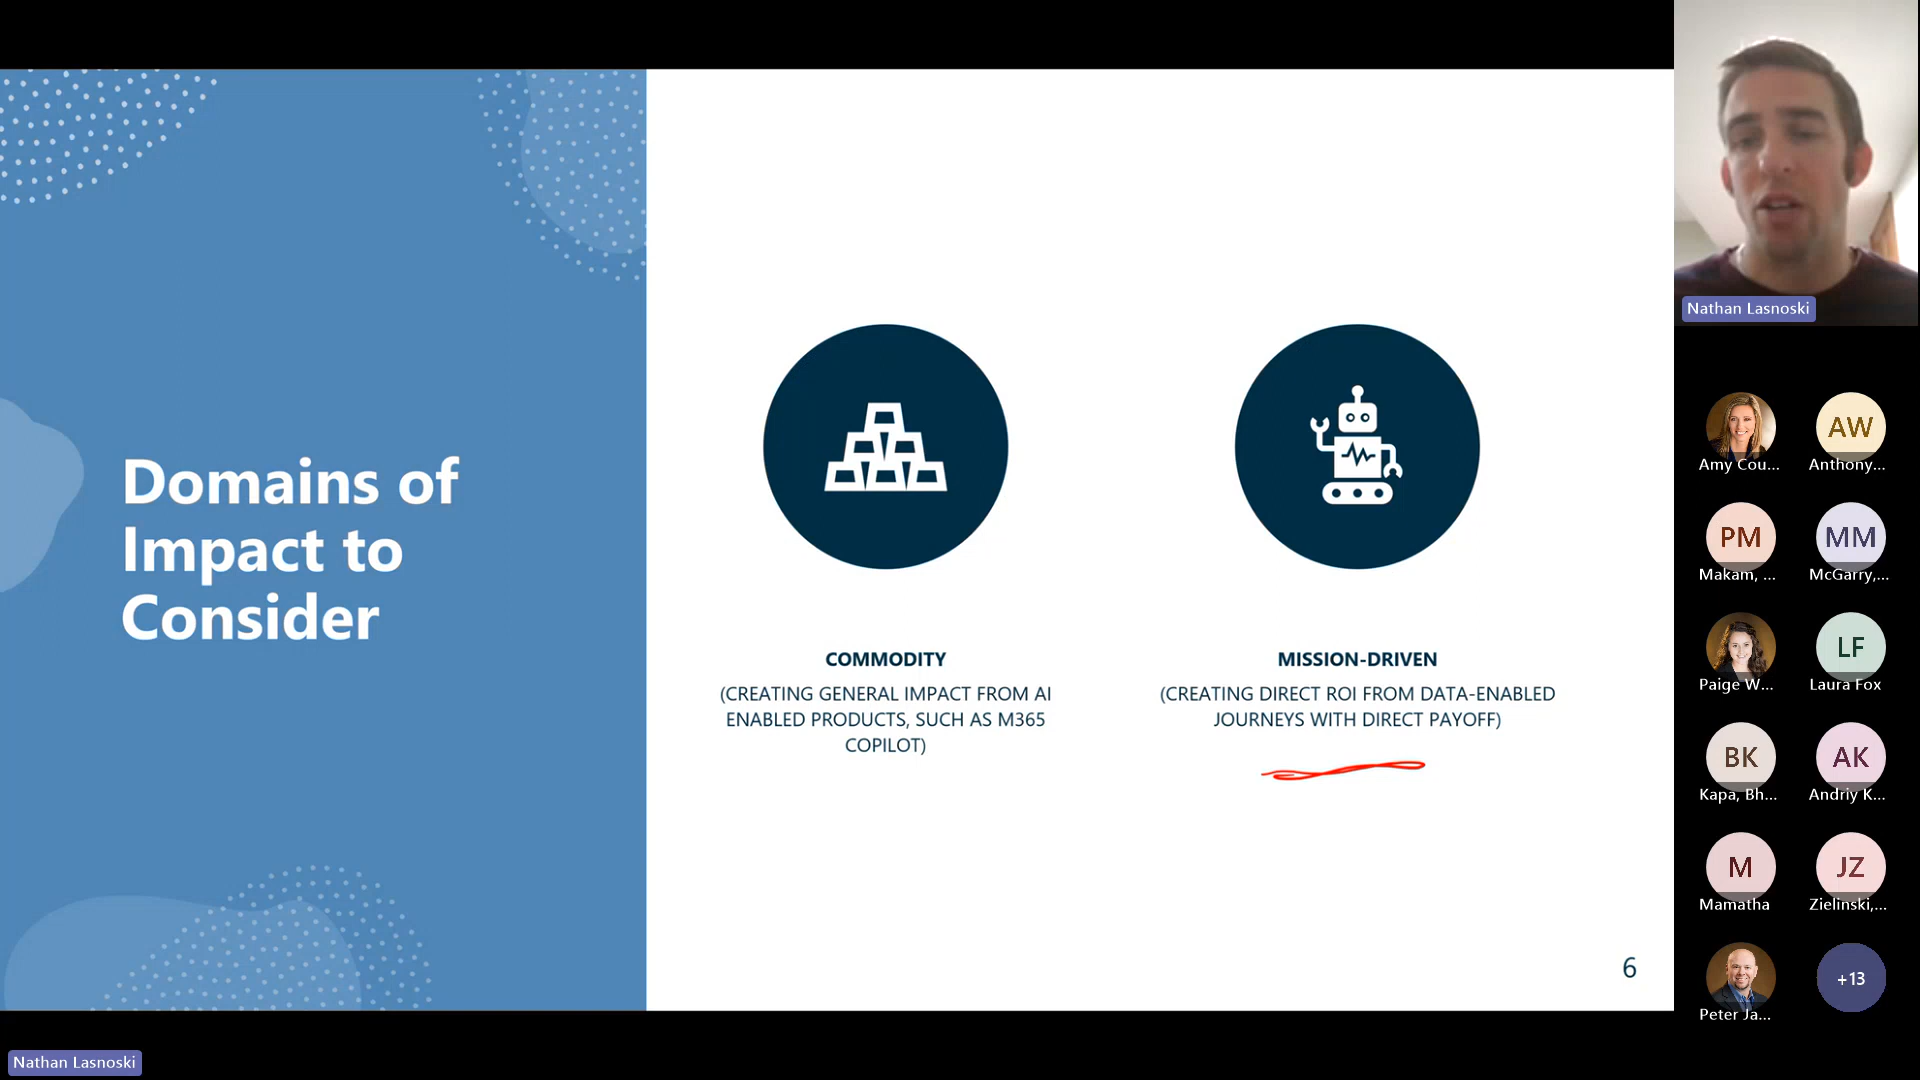 Domains of
Impact to
Consider
COMMODITY
(CREATING GENERAL IMPACT FROM AI
ENABLED PRODUCTS, SUCH AS M365
COPILOT)
MISSION-DRIVEN
(CREATING DIRECT ROI FROM DATA-ENABLED
JOURNEYS WITH DIRECT PAYOFF)
6
Nathan Lasnoski
Amy Cou...
AW
Anthony...
PM
Makam, ...
MM
McGarry,...
Paige W...
LF
Laura Fox
BK
Kapa, Bh...
AK
Andriy K...
M
Mamatha
JZ
Zielinski,...
Peter Ja...
+13
Nathan Lasnoski